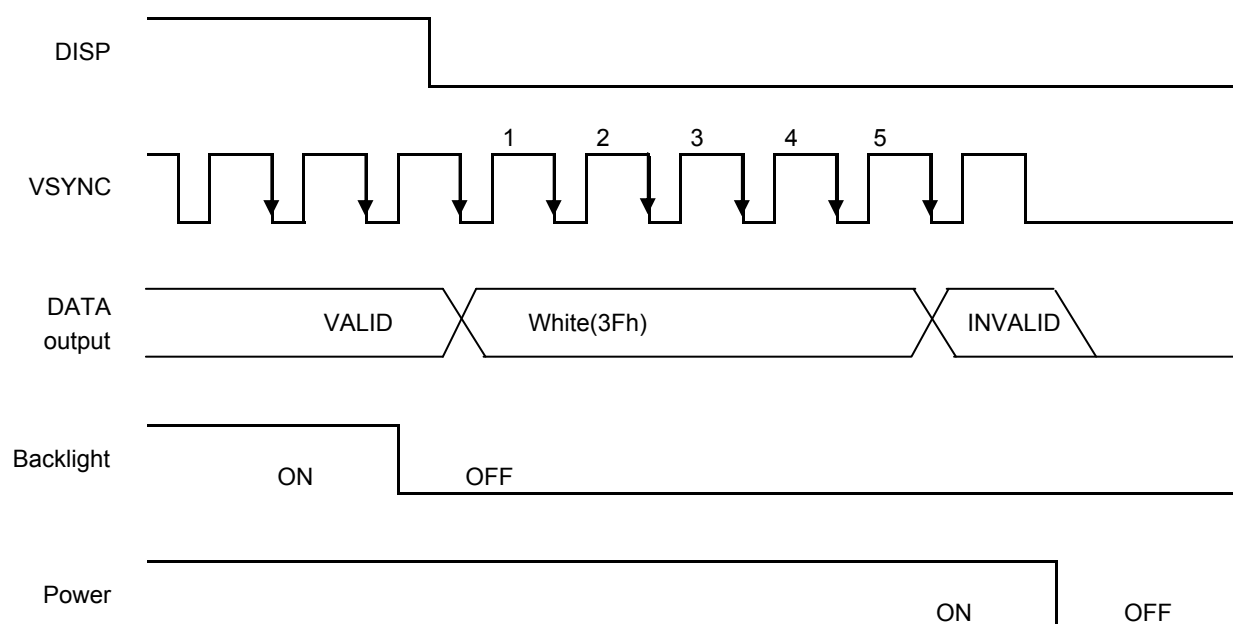 DISP
1 2 3 4 5
VSYNC
DATA
output
VALID White(3Fh) INVALID
Backlight
ON OFF
Power
ON OFF